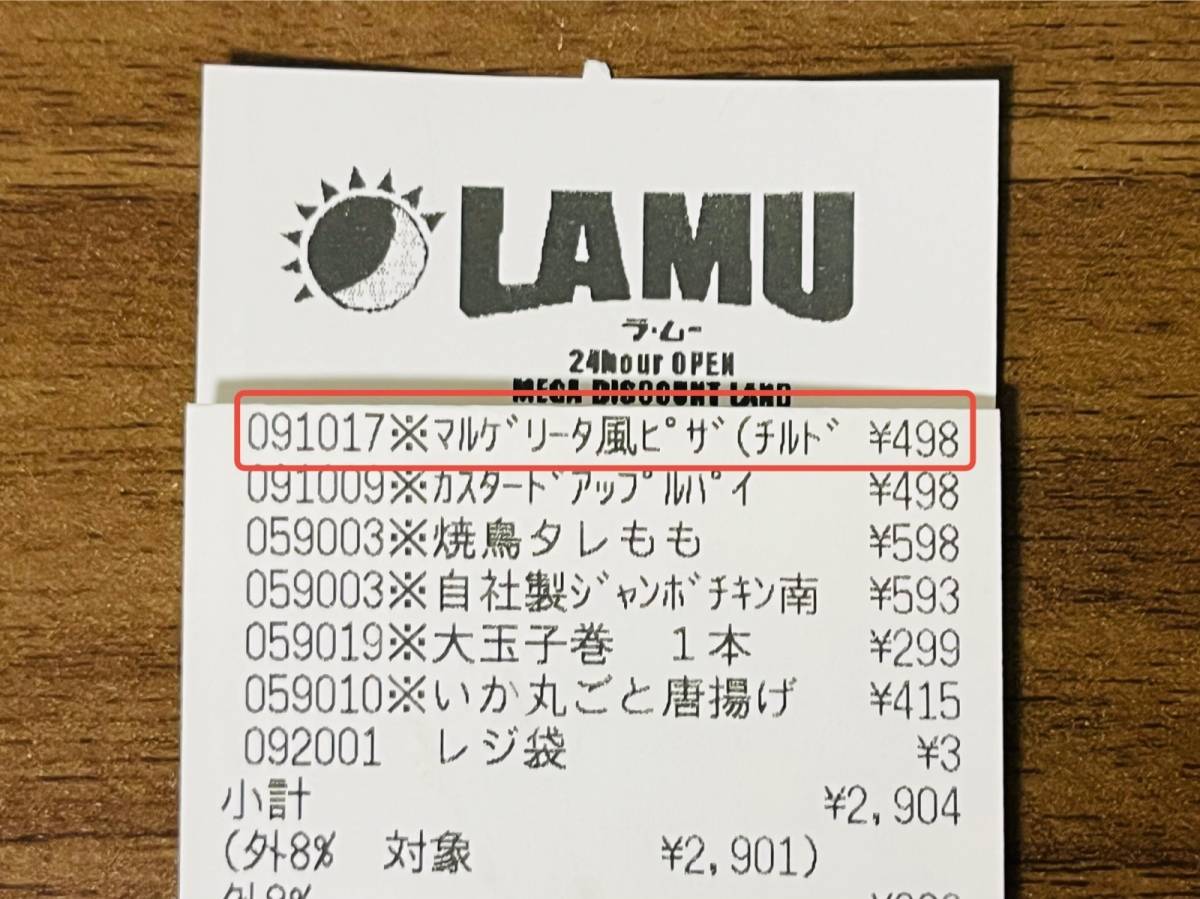 LAMU
ラ・ムー
24hour OPEN
MEGA DISCOUNT LAND
091017※マルゲリータ風ピザ(チルド ¥498
091009※カスタードアップルパイ ¥498
059003※焼鳥タレもも ¥598
059003※自社製ジャンボチキン南 ¥593
059019※大玉子巻 1本 ¥299
059010※いか丸ごと唐揚げ ¥415
092001 レジ袋 ¥3
小計 ¥2,904
(外8% 対象 ¥2,901)
外8%